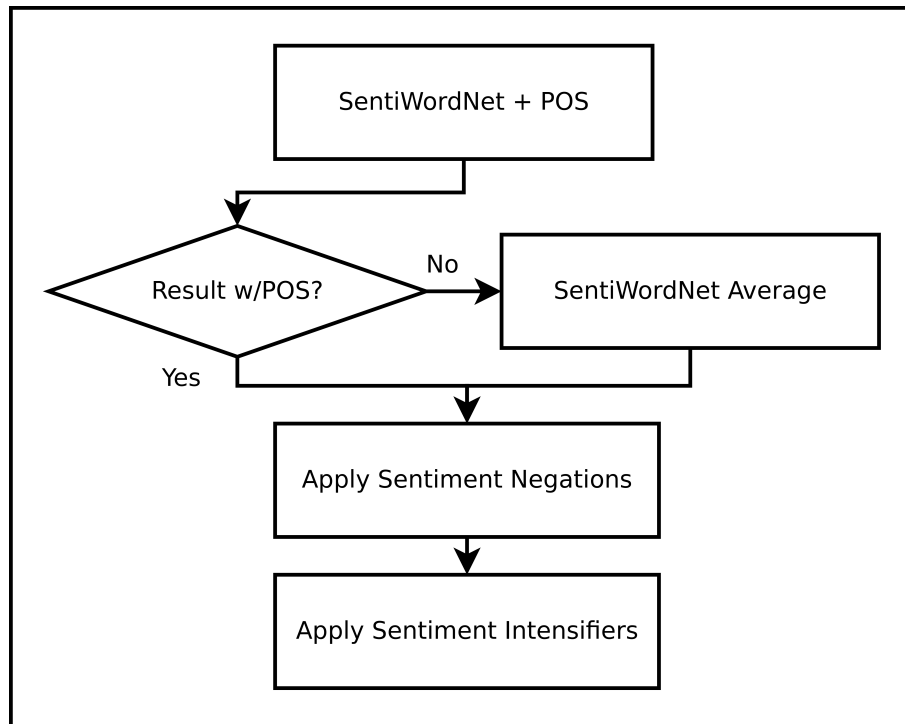 SentiWordNet + POS
Result w/POS?
No
SentiWordNet Average
Yes
Apply Sentiment Negations
Apply Sentiment Intensifiers